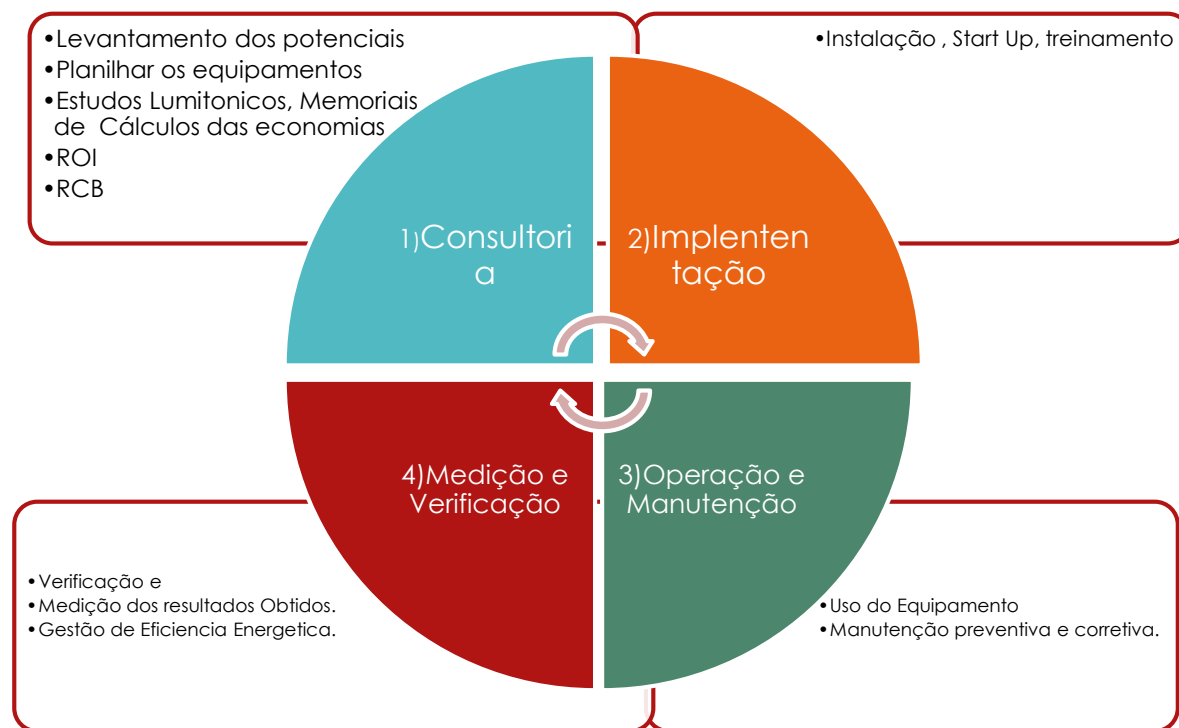 •Levantamento dos potenciais
•Planilhar os equipamentos
•Estudos Lumitonicos, Memoriais
de Cálculos das economias
•ROI
•RCB
•Instalação , Start Up, treinamento
1)Consultori
a
2)Implenten
tação
4)Medição e
Verificação
3)Operação e
Manutenção
•Verificação e
•Medição dos resultados Obtidos.
•Gestão de Eficiencia Energetica.
•Uso do Equipamento
•Manutenção preventiva e corretiva.